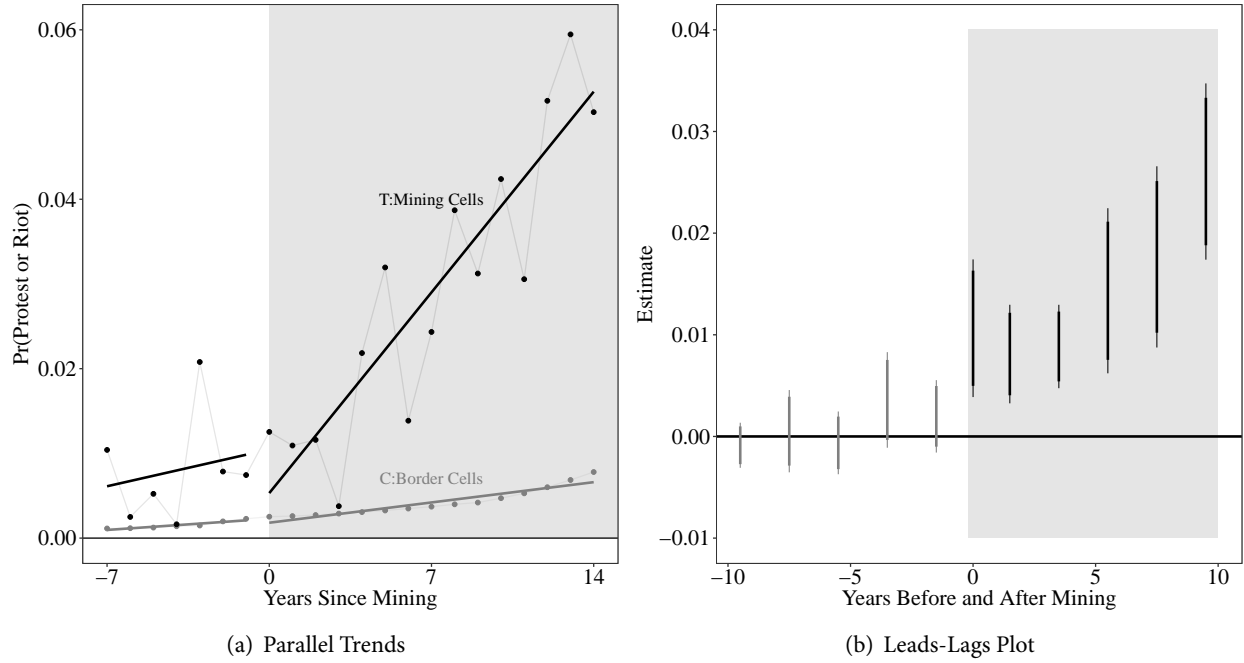 0.06
0.04
0.02
0.00
Pr(Protest or Riot)
T:Mining Cells
C:Border Cells
−7
0
7
14
Years Since Mining
(a) Parallel Trends
0.04
0.03
0.02
0.01
0.00
−0.01
Estimate
−10
−5
0
5
10
Years Before and After Mining
(b) Leads-Lags Plot